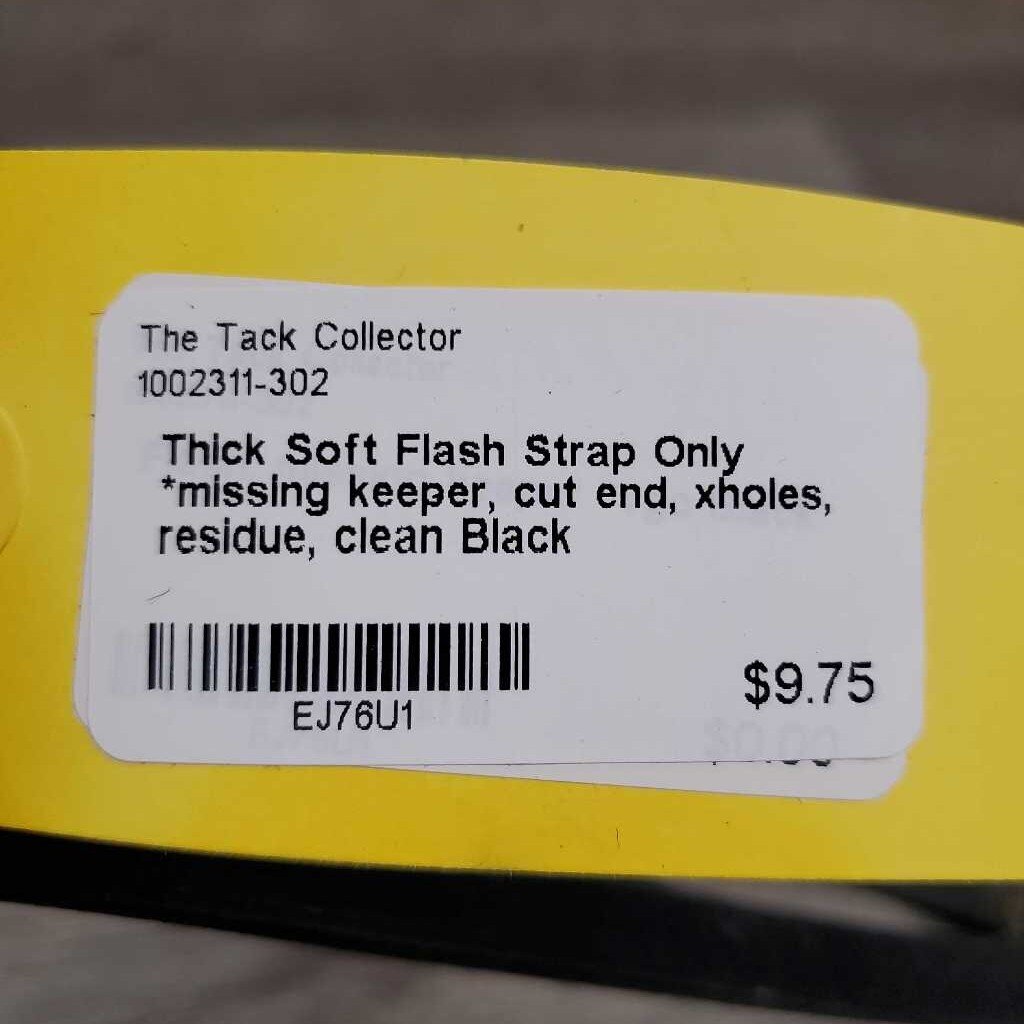 The Tack Collector
1002311-302
Thick Soft Flash Strap Only
*missing keeper, cut end, xholes,
residue, clean Black
$9.75
EJ76U1